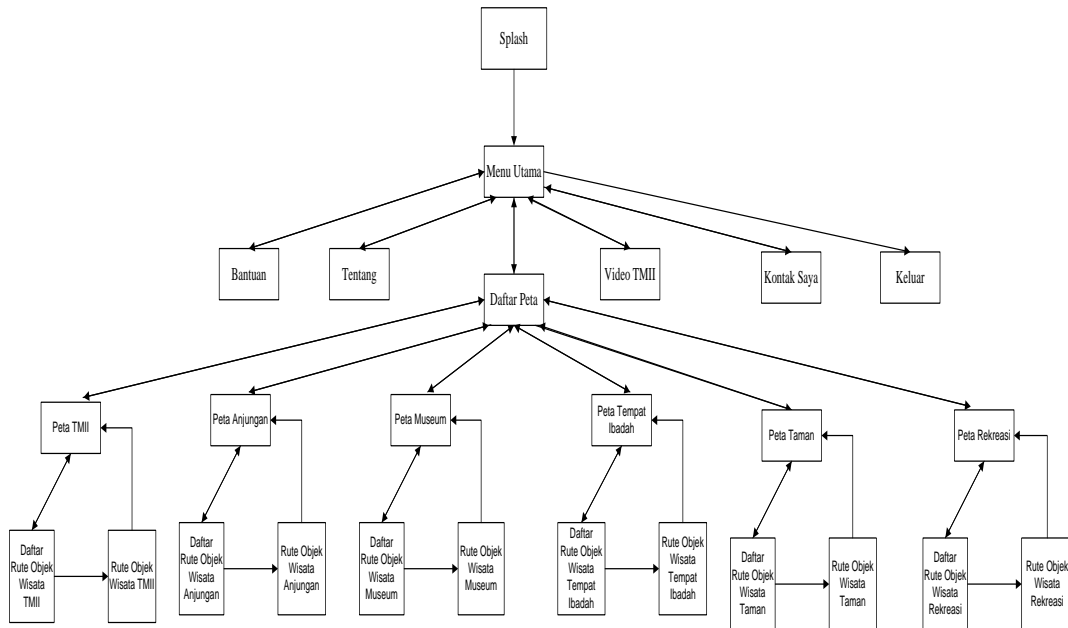 Splash
Menu Utama
Bantuan
Tentang
Video TMII
Kontak Saya
Keluar
Daftar Peta
Peta TMII
Peta Anjungan
Peta Museum
Peta Tempat
Ibadah
Peta Taman
Peta Rekreasi
Daftar
Rute Objek
Wisata
TMII
Rute Objek
Wisata TMII
Daftar
Rute Objek
Wisata
Anjungan
Rute Objek
Wisata
Anjungan
Daftar
Rute Objek
Wisata
Museum
Rute Objek
Wisata
Museum
Daftar
Rute Objek
Wisata
Tempat
Ibadah
Rute Objek
Wisata
Tempat
Ibadah
Daftar
Rute Objek
Wisata
Taman
Rute Objek
Wisata
Taman
Daftar
Rute Objek
Wisata
Rekreasi
Rute Objek
Wisata
Rekreasi